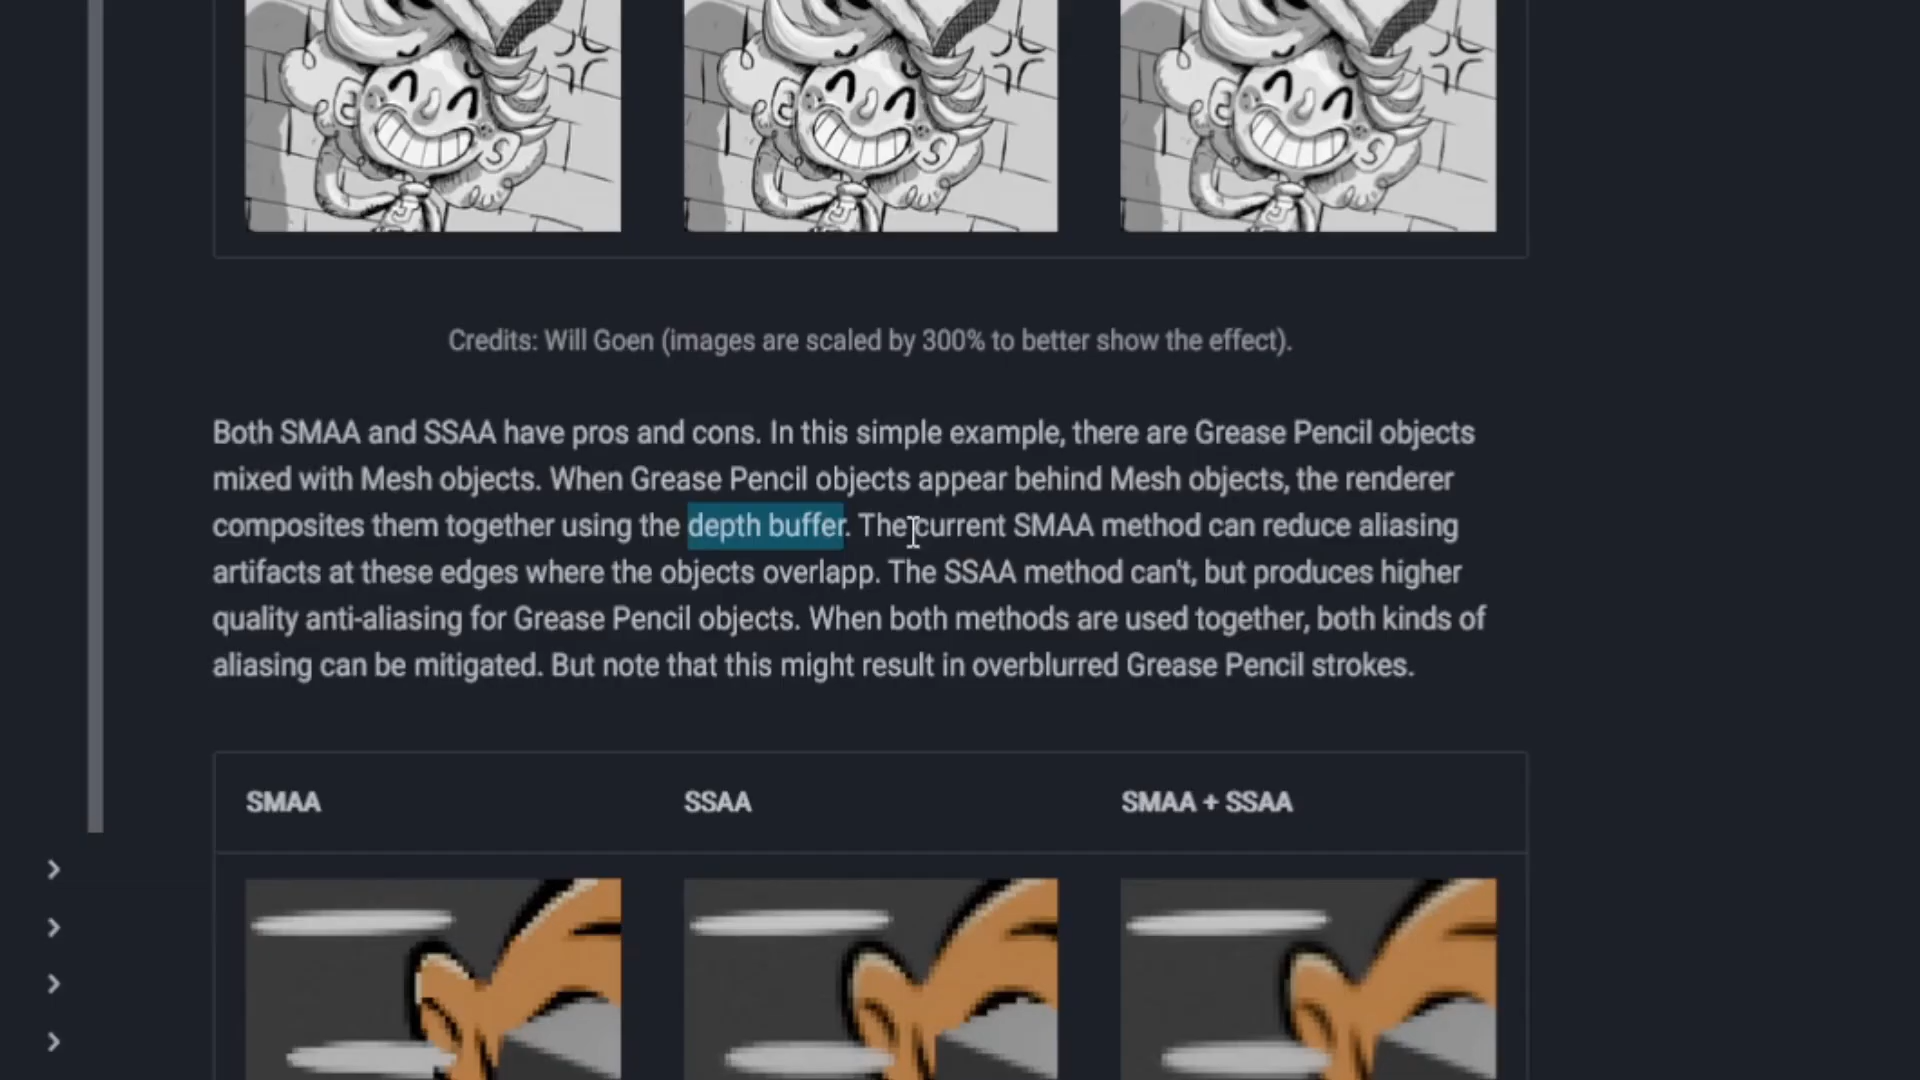 Credits: Will Goen (images are scaled by 300% to better show the effect).
Both SMAA and SSAA have pros and cons. In this simple example, there are Grease Pencil objects
mixed with Mesh objects. When Grease Pencil objects appear behind Mesh objects, the renderer
composites them together using the depth buffer. The current SMAA method can reduce aliasing
artifacts at these edges where the objects overlapp. The SSAA method can't, but produces higher
quality anti-aliasing for Grease Pencil objects. When both methods are used together, both kinds of
aliasing can be mitigated. But note that this might result in overblurred Grease Pencil strokes.
SMAA SSAA SMAA + SSAA